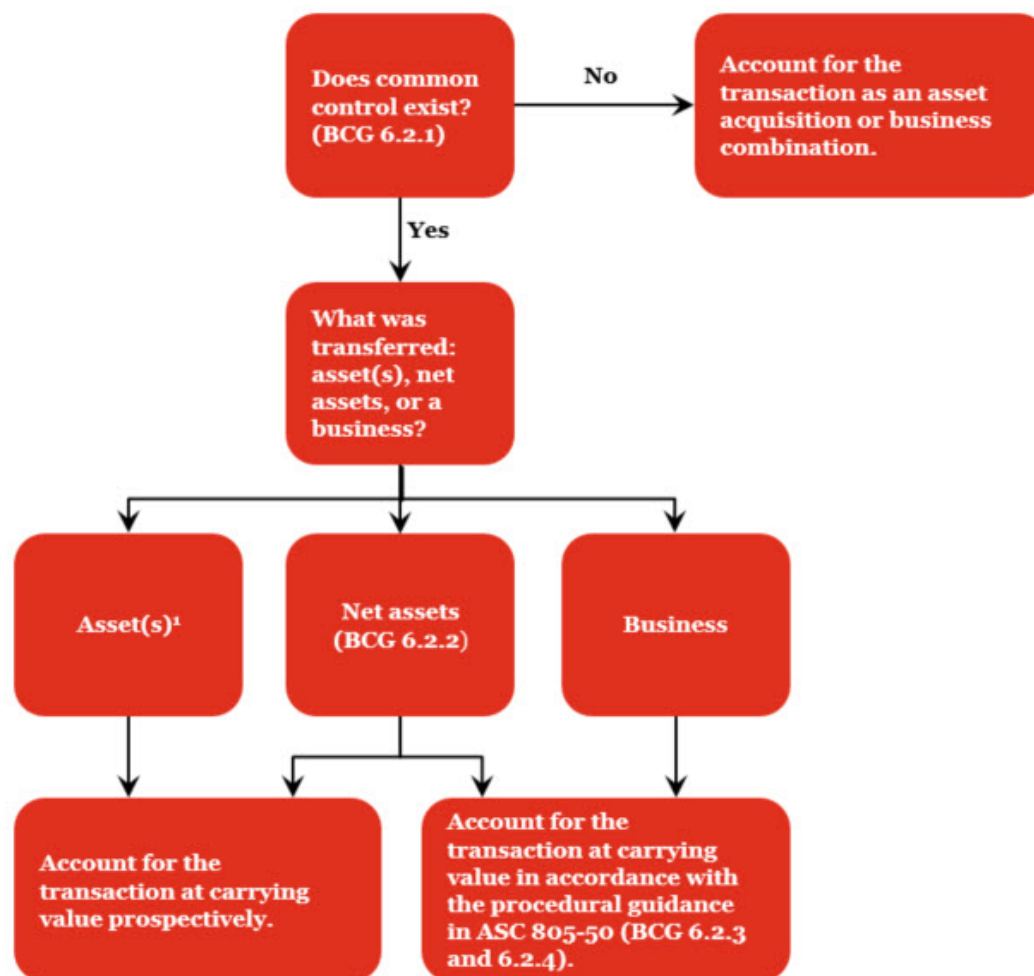 Does common
control exist?
(BCG 6.2.1)
No
Account for the
transaction as an asset
acquisition or business
combination.
Yes
What was
transferred:
asset(s), net
assets, or a
business?
Asset(s)¹
Net assets
(BCG 6.2.2)
Business
Account for the
transaction at carrying
value prospectively.
Account for the
transaction at carrying
value in accordance with
the procedural guidance
in ASC 805-50 (BCG 6.2.3
and 6.2.4).